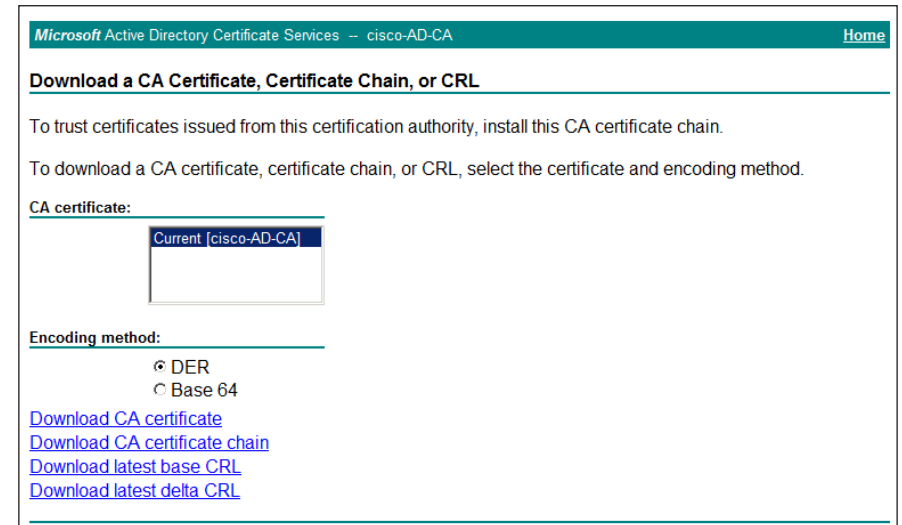 Microsoft Active Directory Certificate Services -- cisco-AD-CA Home
Download a CA Certificate, Certificate Chain, or CRL
To trust certificates issued from this certification authority, install this CA certificate chain.
To download a CA certificate, certificate chain, or CRL, select the certificate and encoding method.
CA certificate:
Current [cisco-AD-CA]
Encoding method:
DER
Base 64
Download CA certificate
Download CA certificate chain
Download latest base CRL
Download latest delta CRL